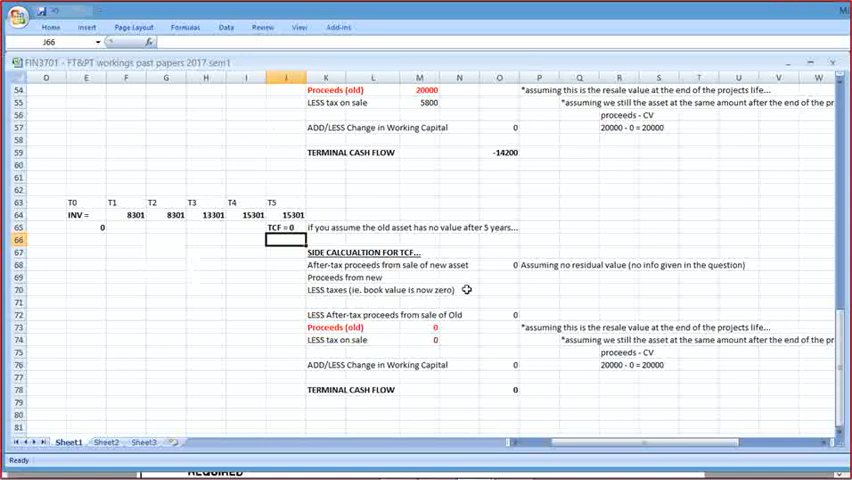 Home Insert Page Layout Formulas Data Review View Add-Ins
J66 fx
FIN3701 - FT&PT workings past papers 2017 sem1
D E F G H I J K L M N O P Q R S T U V W
54 Proceeds (old) 20000 *assuming this is the resale value at the end of the projects life...
55 LESS tax on sale 5800 *assuming we still the asset at the same amount after the end of the pr
56 proceeds - CV
57 ADD/LESS Change in Working Capital 0 20000 - 0 = 20000
58
59 TERMINAL CASH FLOW -14200
60
61
62
63 T0 T1 T2 T3 T4 T5
64 INV = 8301 8301 13301 15301 15301
65 0 TCF = 0 if you assume the old asset has no value after 5 years...
66
67 SIDE CALCUALTION FOR TCF...
68 After-tax proceeds from sale of new asset 0 Assuming no residual value (no info given in the question)
69 Proceeds from new
70 LESS taxes (ie. book value is now zero)
71
72 LESS After-tax proceeds from sale of Old 0
73 Proceeds (old) 0 *assuming this is the resale value at the end of the projects life...
74 LESS tax on sale 0 *assuming we still the asset at the same amount after the end of the pr
75 proceeds - CV
76 ADD/LESS Change in Working Capital 0 20000 - 0 = 20000
77
78 TERMINAL CASH FLOW 0
79
80
81
Sheet1 Sheet2 Sheet3
Ready
REQUIRED